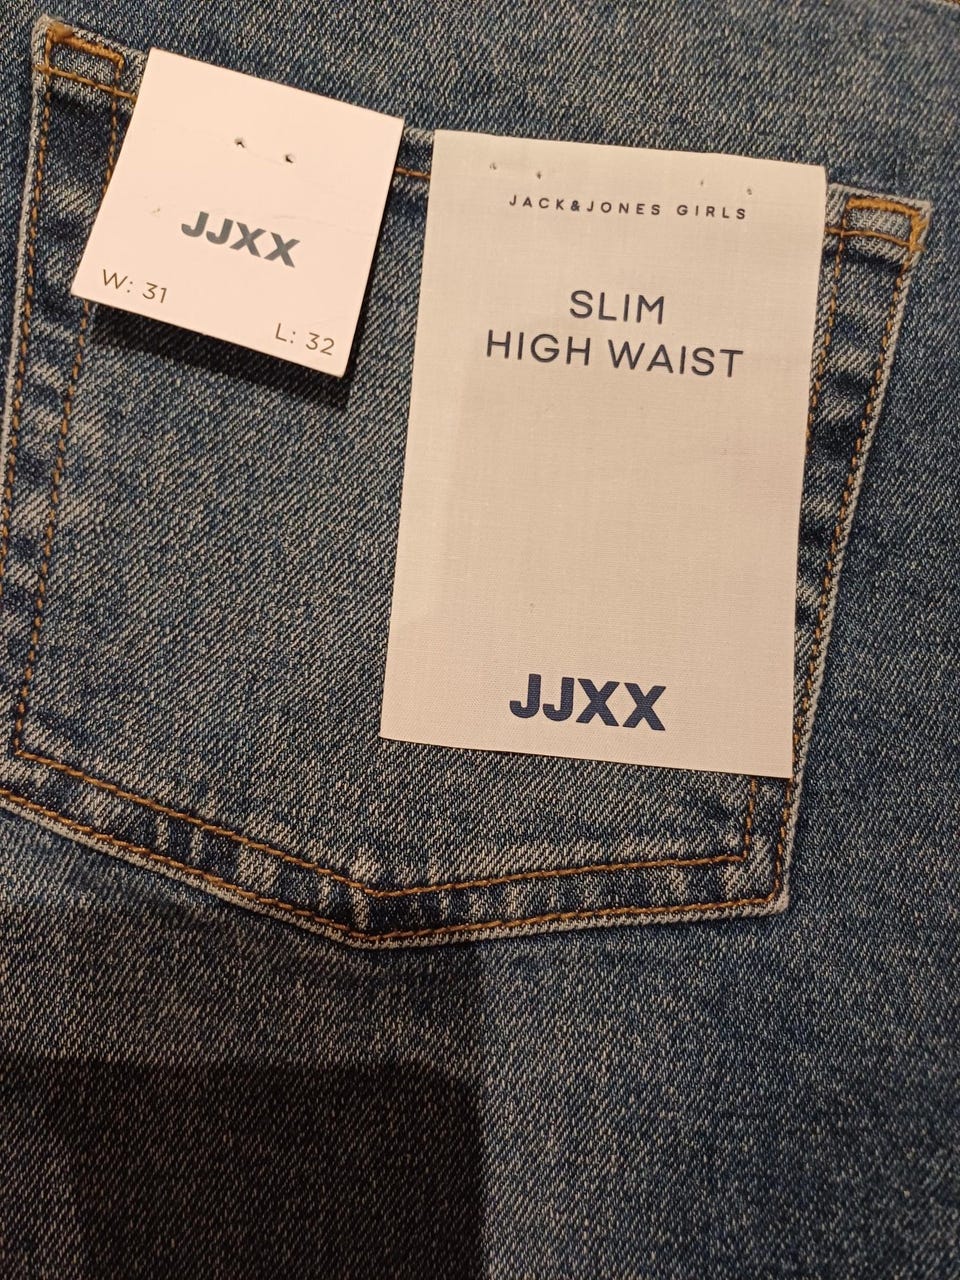 JJXX
W: 31
L: 32
JACK&JONES GIRLS
SLIM
HIGH WAIST
JJXX